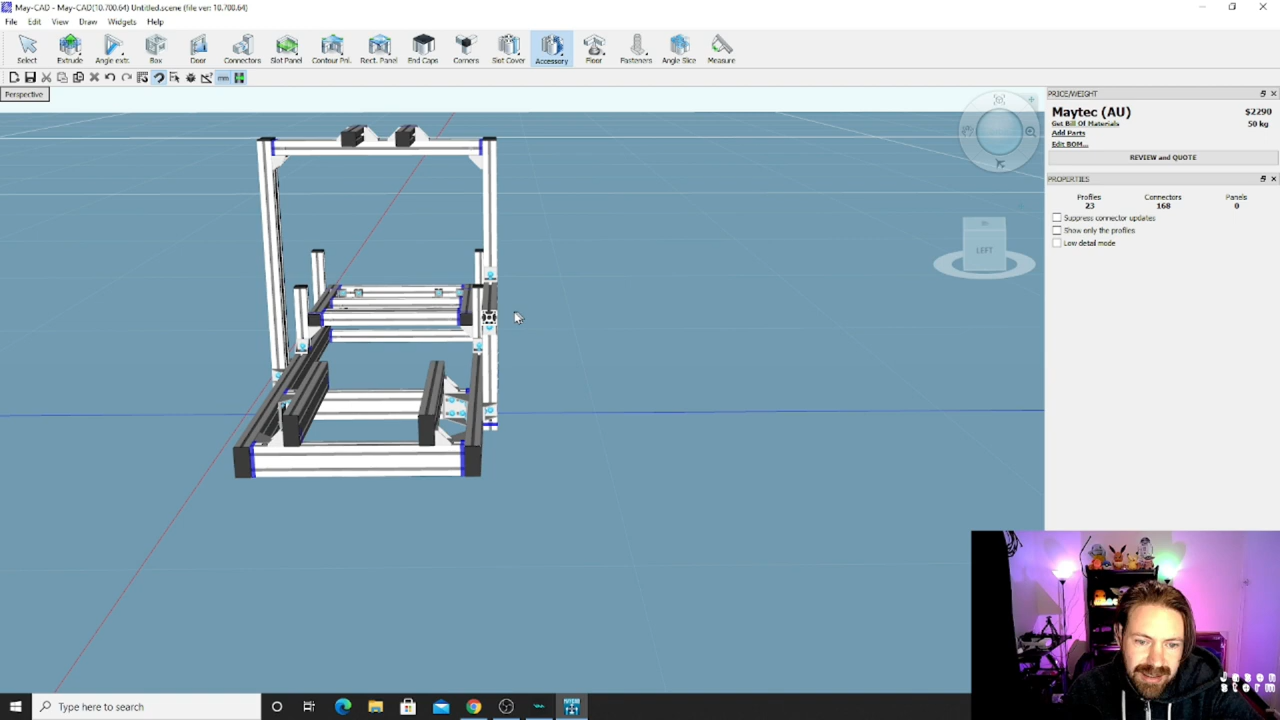 May-CAD - May-CAD(10.700.64) Untitled.scene (file ver: 10.700.64)
File Edit View Draw Widgets Help
Select Extrude Angle extr. Box Door Connectors Slot Panel Contour Pnl. Rect. Panel End Caps Corners Slot Cover Accessory Floor Fasteners Angle Slice Measure
mm
Perspective
PRICE/WEIGHT
Maytec (AU) $2290
Get Bill Of Materials 50 kg
Add Parts
Edit BOM...
REVIEW and QUOTE
PROPERTIES
Profiles Connectors Panels
23 168 0
Suppress connector updates
Show only the profiles
Low detail mode
LEFT
Jason
storm
Type here to search